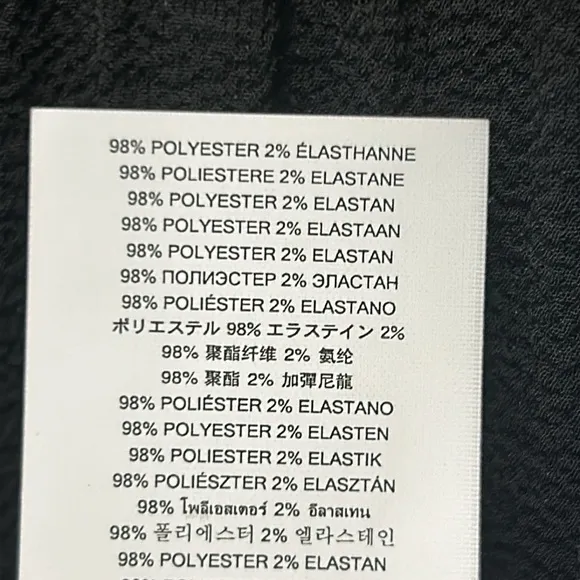 98% POLYESTER 2% ÉLASTHANNE
98% POLIESTERE 2% ELASTANE
98% POLYESTER 2% ELASTAN
98% POLYESTER 2% ELASTAAN
98% POLYESTER 2% ELASTAN
98% ПОЛИЭСТЕР 2% ЭЛАСТАН
98% POLIÉSTER 2% ELASTANO
ポリエステル 98% エラステイン 2%
98% 聚酯纤维 2% 氨纶
98% 聚酯 2% 加彈尼龍
98% POLIÉSTER 2% ELASTANO
98% POLYESTER 2% ELASTEN
98% POLIESTER 2% ELASTIK
98% POLIÉSZTER 2% ELASZTÁN
98% โพลีเอสเตอร์ 2% อีลาสเทน
98% 폴리에스터 2% 엘라스테인
98% POLYESTER 2% ELASTAN